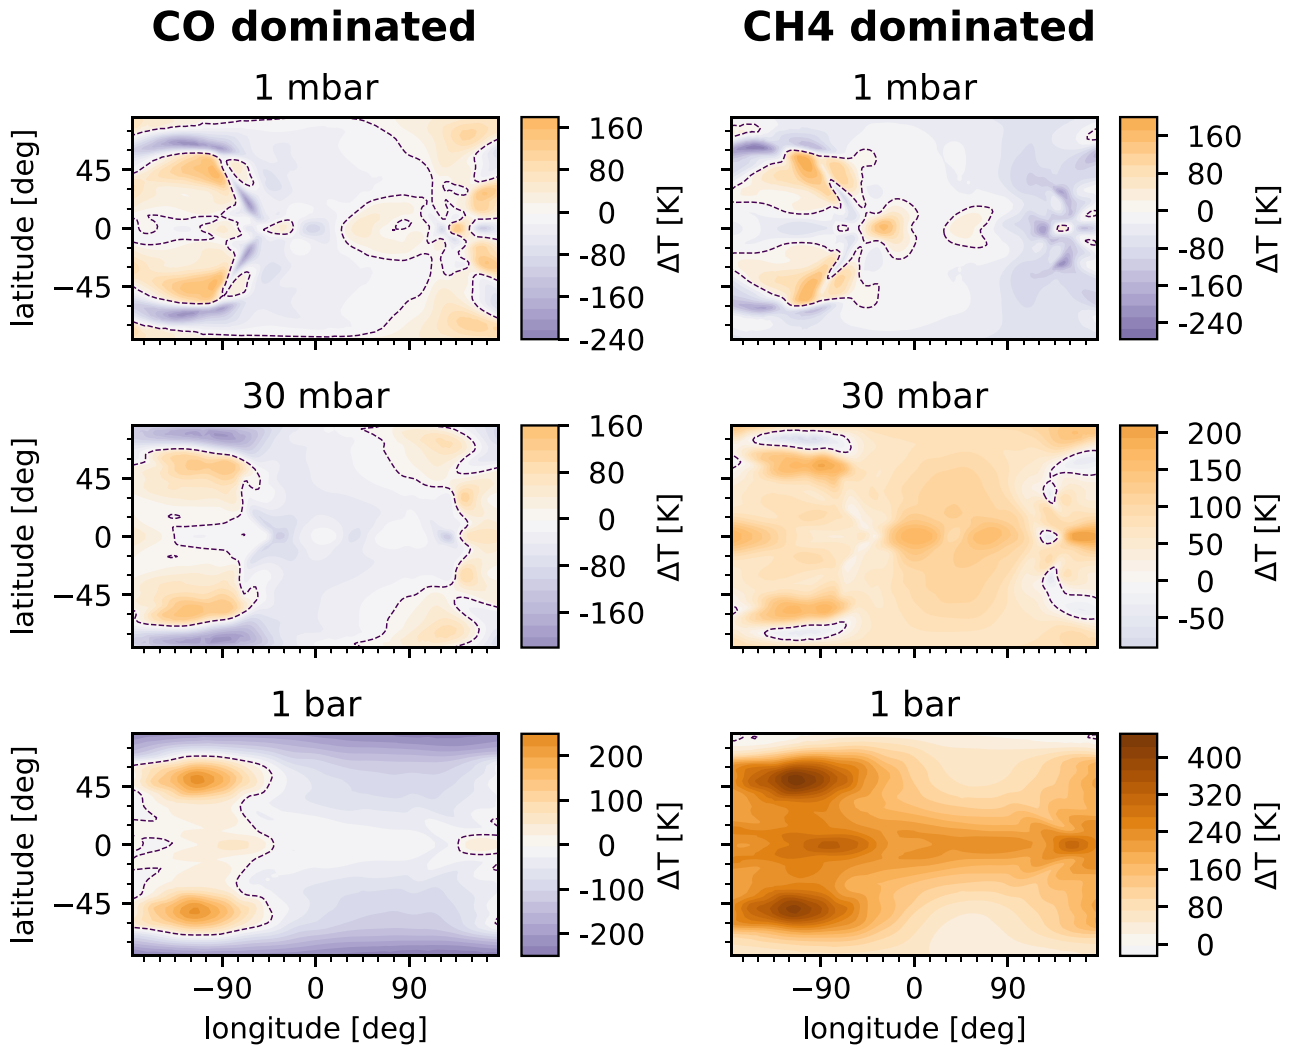 CO dominated
CH4 dominated
1 mbar
1 mbar
latitude [deg]
45
0
−45
160
80
0
-80
-160
-240
ΔT [K]
160
80
0
-80
-160
-240
ΔT [K]
30 mbar
30 mbar
latitude [deg]
45
0
−45
160
80
0
-80
-160
ΔT [K]
200
150
100
50
0
-50
ΔT [K]
1 bar
1 bar
latitude [deg]
45
0
−45
200
100
0
-100
-200
ΔT [K]
400
320
240
160
80
0
ΔT [K]
−90 0 90
−90 0 90
longitude [deg]
longitude [deg]